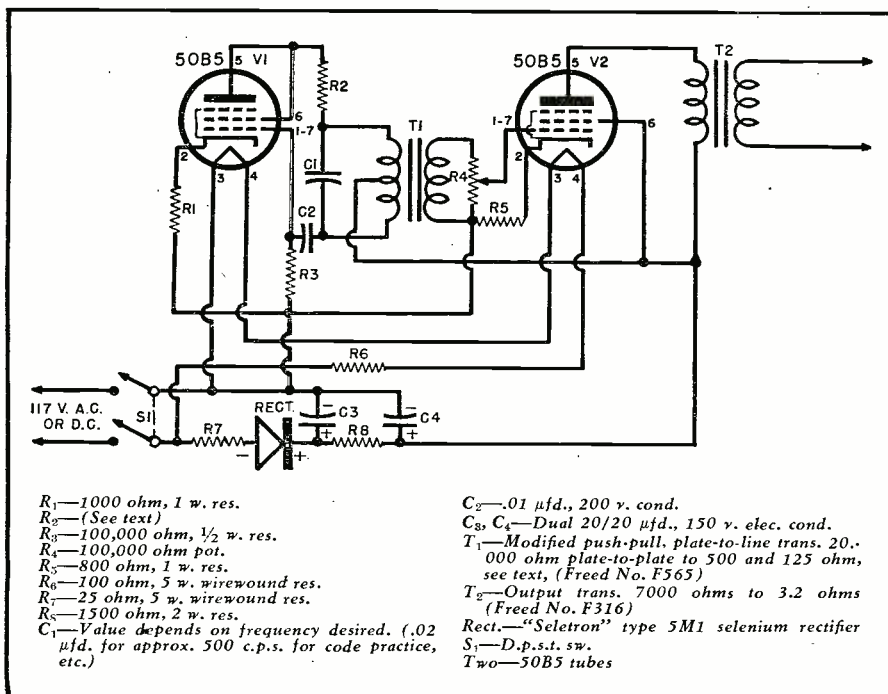 50B5 5 V1
R2
6
1-7
2
3
4
R1
C1
C2
R3
T1
R4
50B5 5 V2
1-7
6
2
3
4
R5
T2
R6
117 V. A.C.
OR D.C.
S1
R7
RECT.
-
+
-
C3
+
R8
-
C4
+
R₁—1000 ohm, 1 w. res.
R₂—(See text)
R₃—100,000 ohm, ½ w. res.
R₄—100,000 ohm pot.
R₅—800 ohm, 1 w. res.
R₆—100 ohm, 5 w. wirewound res.
R₇—25 ohm, 5 w. wirewound res.
R₈—1500 ohm, 2 w. res.
C₁—Value depends on frequency desired. (.02
µfd. for approx. 500 c.p.s. for code practice,
etc.)
C₂—.01 µfd., 200 v. cond.
C₃, C₄—Dual 20/20 µfd., 150 v. elec. cond.
T₁—Modified push-pull, plate-to-line trans. 20,-
000 ohm plate-to-plate to 500 and 125 ohm,
see text, (Freed No. F565)
T₂—Output trans. 7000 ohms to 3.2 ohms
(Freed No. F316)
Rect.—"Seletron" type 5M1 selenium rectifier
S₁—D.p.s.t. sw.
Two—50B5 tubes